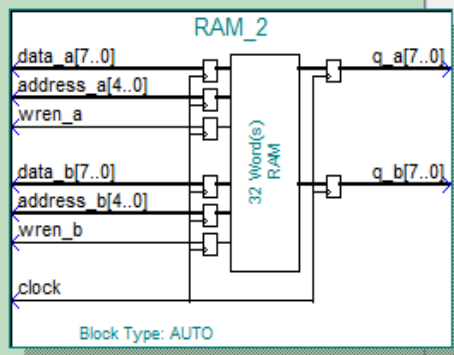 RAM_2
data_a[7..0]
address_a[4..0]
wren_a
data_b[7..0]
address_b[4..0]
wren_b
clock
32 Word(s)
RAM
q_a[7..0]
q_b[7..0]
Block Type: AUTO